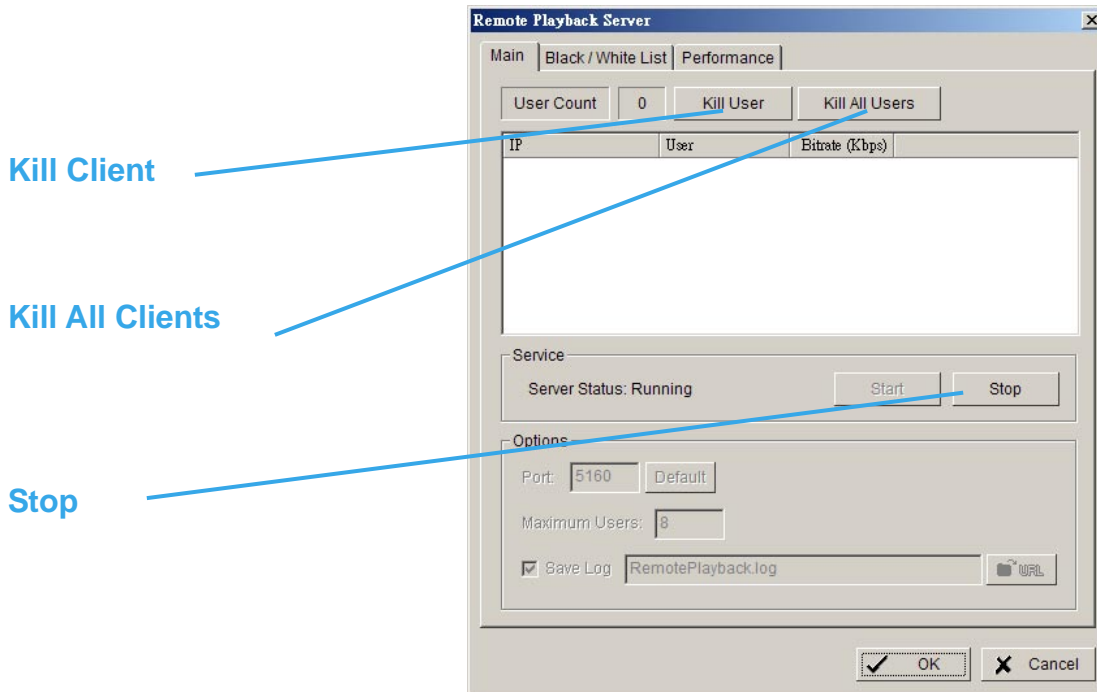 Remote Playback Server
Main Black / White List Performance
User Count 0 Kill User Kill All Users
IP User Bitrate (Kbps)
Kill Client
Kill All Clients
Service
Server Status: Running Start Stop
Options
Port: 5160 Default
Stop
Maximum Users: 8
Save Log RemotePlayback.log URL
OK Cancel